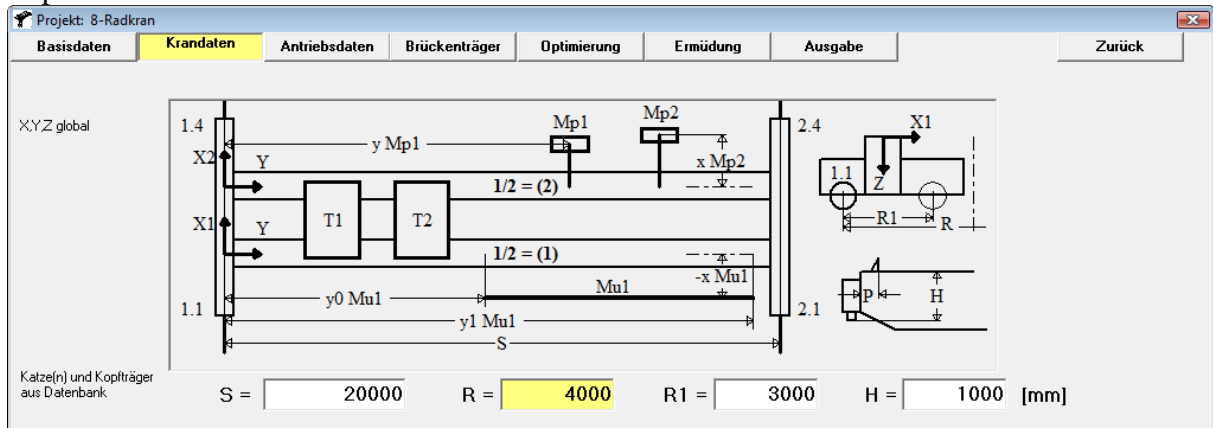 Projekt: 8-Radkran
Basisdaten Krandaten Antriebsdaten Brückenträger Optimierung Ermüdung Ausgabe Zurück
X,Y,Z global
1.4 Mp1 Mp2 2.4 X1
y Mp1
X2 Y x Mp2
1.1 Z
1/2 = (2)
X1 Y T1 T2 R1 R
1/2 = (1)
-x Mu1
y0 Mu1 Mu1 P H
1.1 y1 Mu1 2.1
S
Katze(n) und Kopfträger
aus Datenbank
S = 20000 R = 4000 R1 = 3000 H = 1000 [mm]